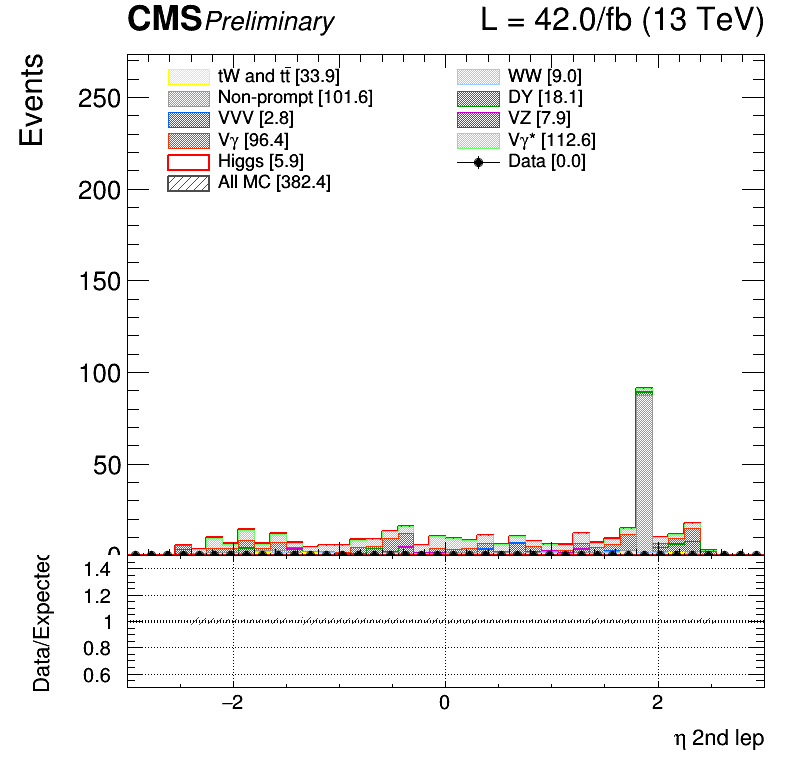 CMS Preliminary L = 42.0/fb (13 TeV)
Events
tW and tt̄ [33.9] WW [9.0]
Non-prompt [101.6] DY [18.1]
VVV [2.8] VZ [7.9]
Vγ [96.4] Vγ* [112.6]
Higgs [5.9] Data [0.0]
All MC [382.4]
250
200
150
100
50
0
Data/Expected
1.4
1.2
1
0.8
0.6
−2 0 2
η 2nd lep